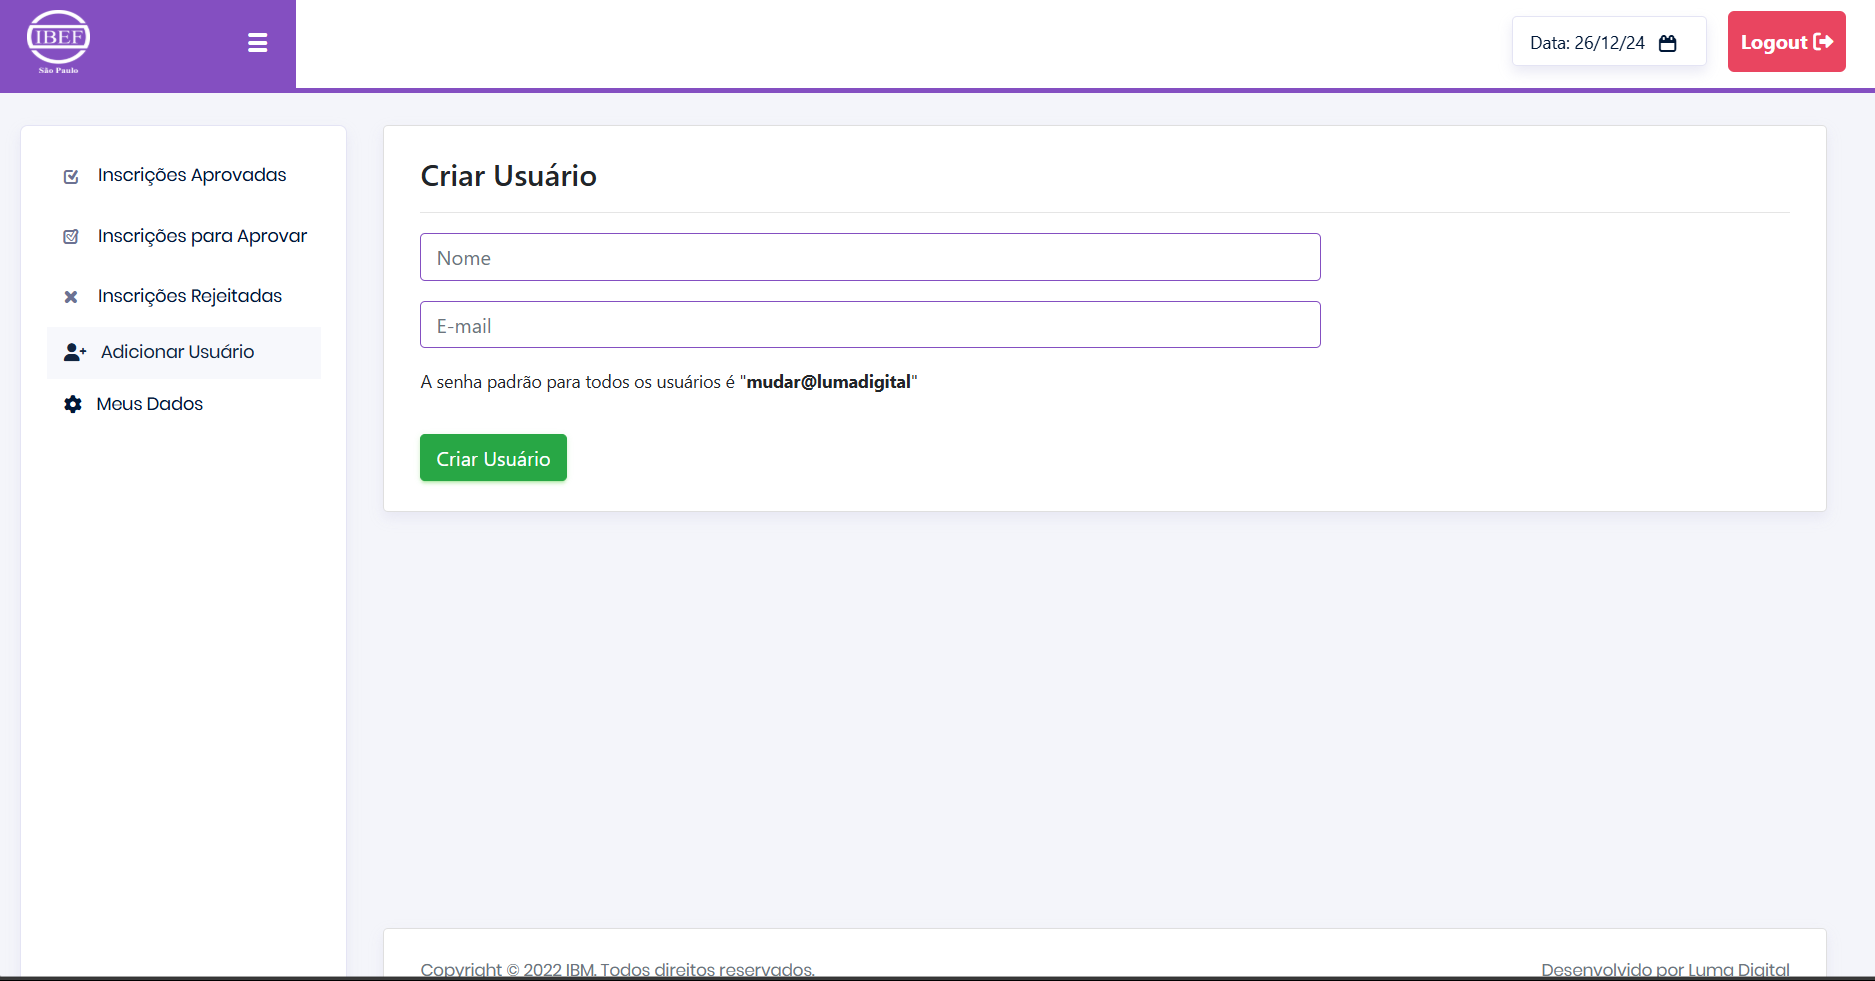 IBEF
São Paulo
Data: 26/12/24
Logout
Inscrições Aprovadas
Inscrições para Aprovar
Inscrições Rejeitadas
Adicionar Usuário
Meus Dados
Criar Usuário
Nome
E-mail
A senha padrão para todos os usuários é "mudar@lumadigital"
Criar Usuário
Copyright © 2022 IBM. Todos direitos reservados.
Desenvolvido por Luma Digital